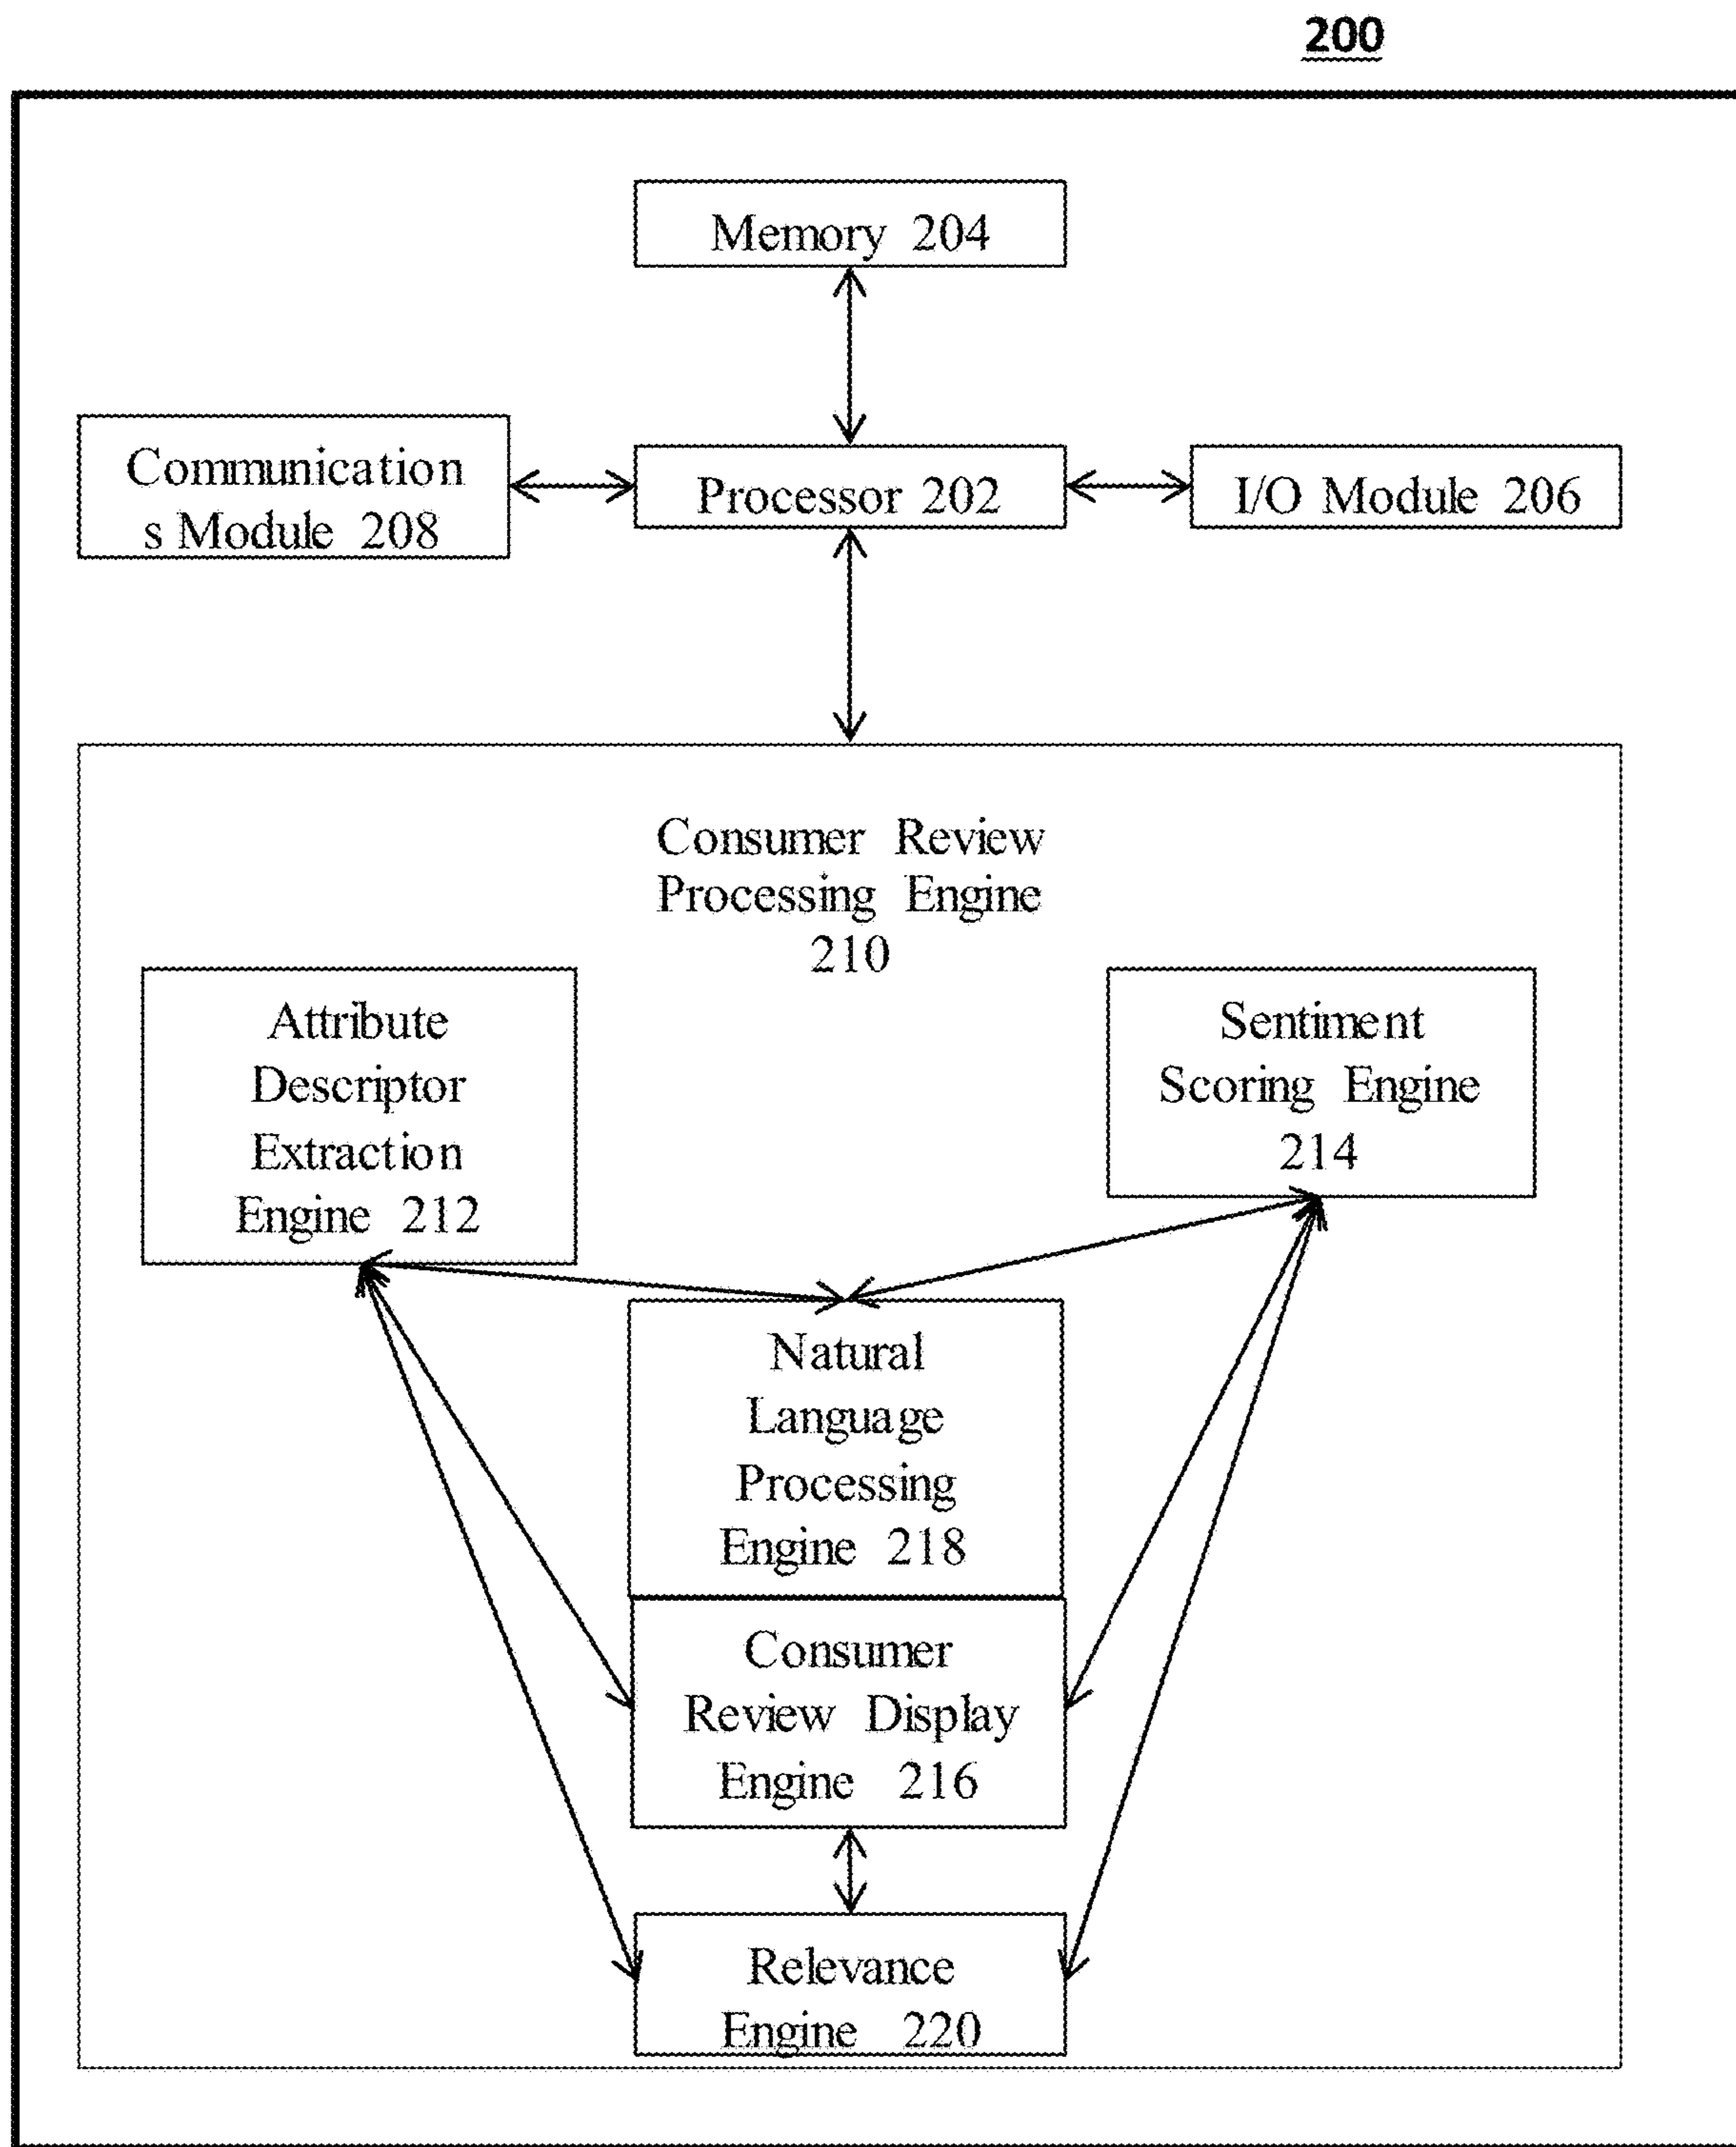 200
Memory 204
Communication
s Module 208
Processor 202
I/O Module 206
Consumer Review
Processing Engine
210
Attribute
Descriptor
Extraction
Engine 212
Sentiment
Scoring Engine
214
Natural
Language
Processing
Engine 218
Consumer
Review Display
Engine 216
Relevance
Engine 220